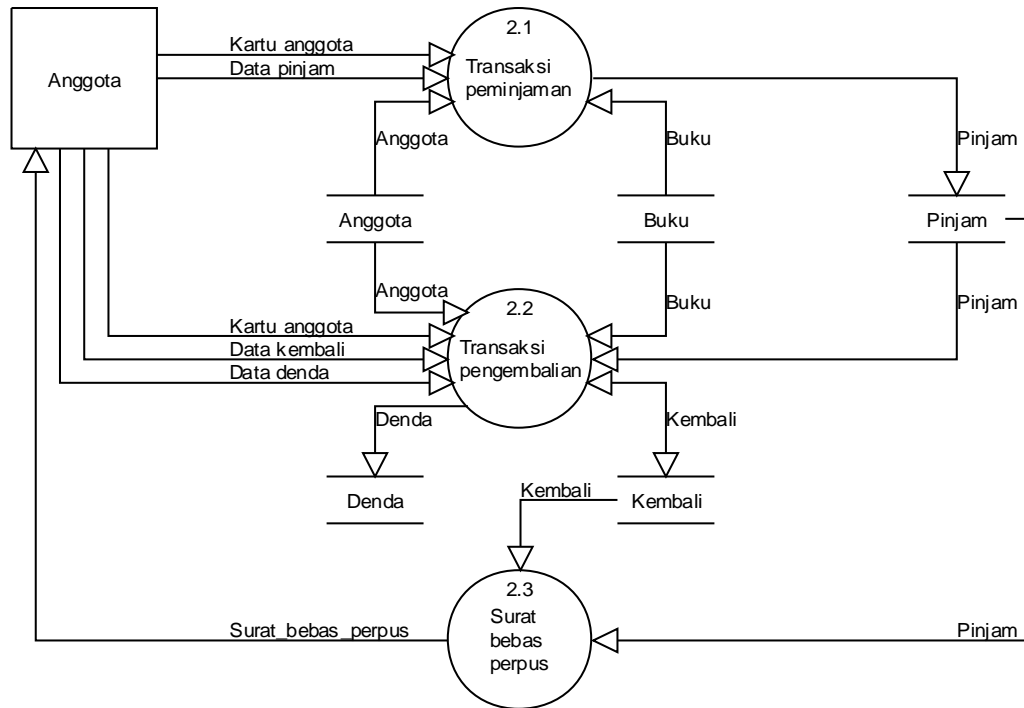 2.1
Kartu anggota
Data pinjam
Anggota
Transaksi
peminjaman
Anggota
Buku
Pinjam
Anggota
Buku
Pinjam
Anggota
Buku
Pinjam
2.2
Kartu anggota
Data kembali
Data denda
Transaksi
pengembalian
Denda
Kembali
Denda
Kembali
Kembali
2.3
Surat
bebas
perpus
Surat_bebas_perpus
Pinjam